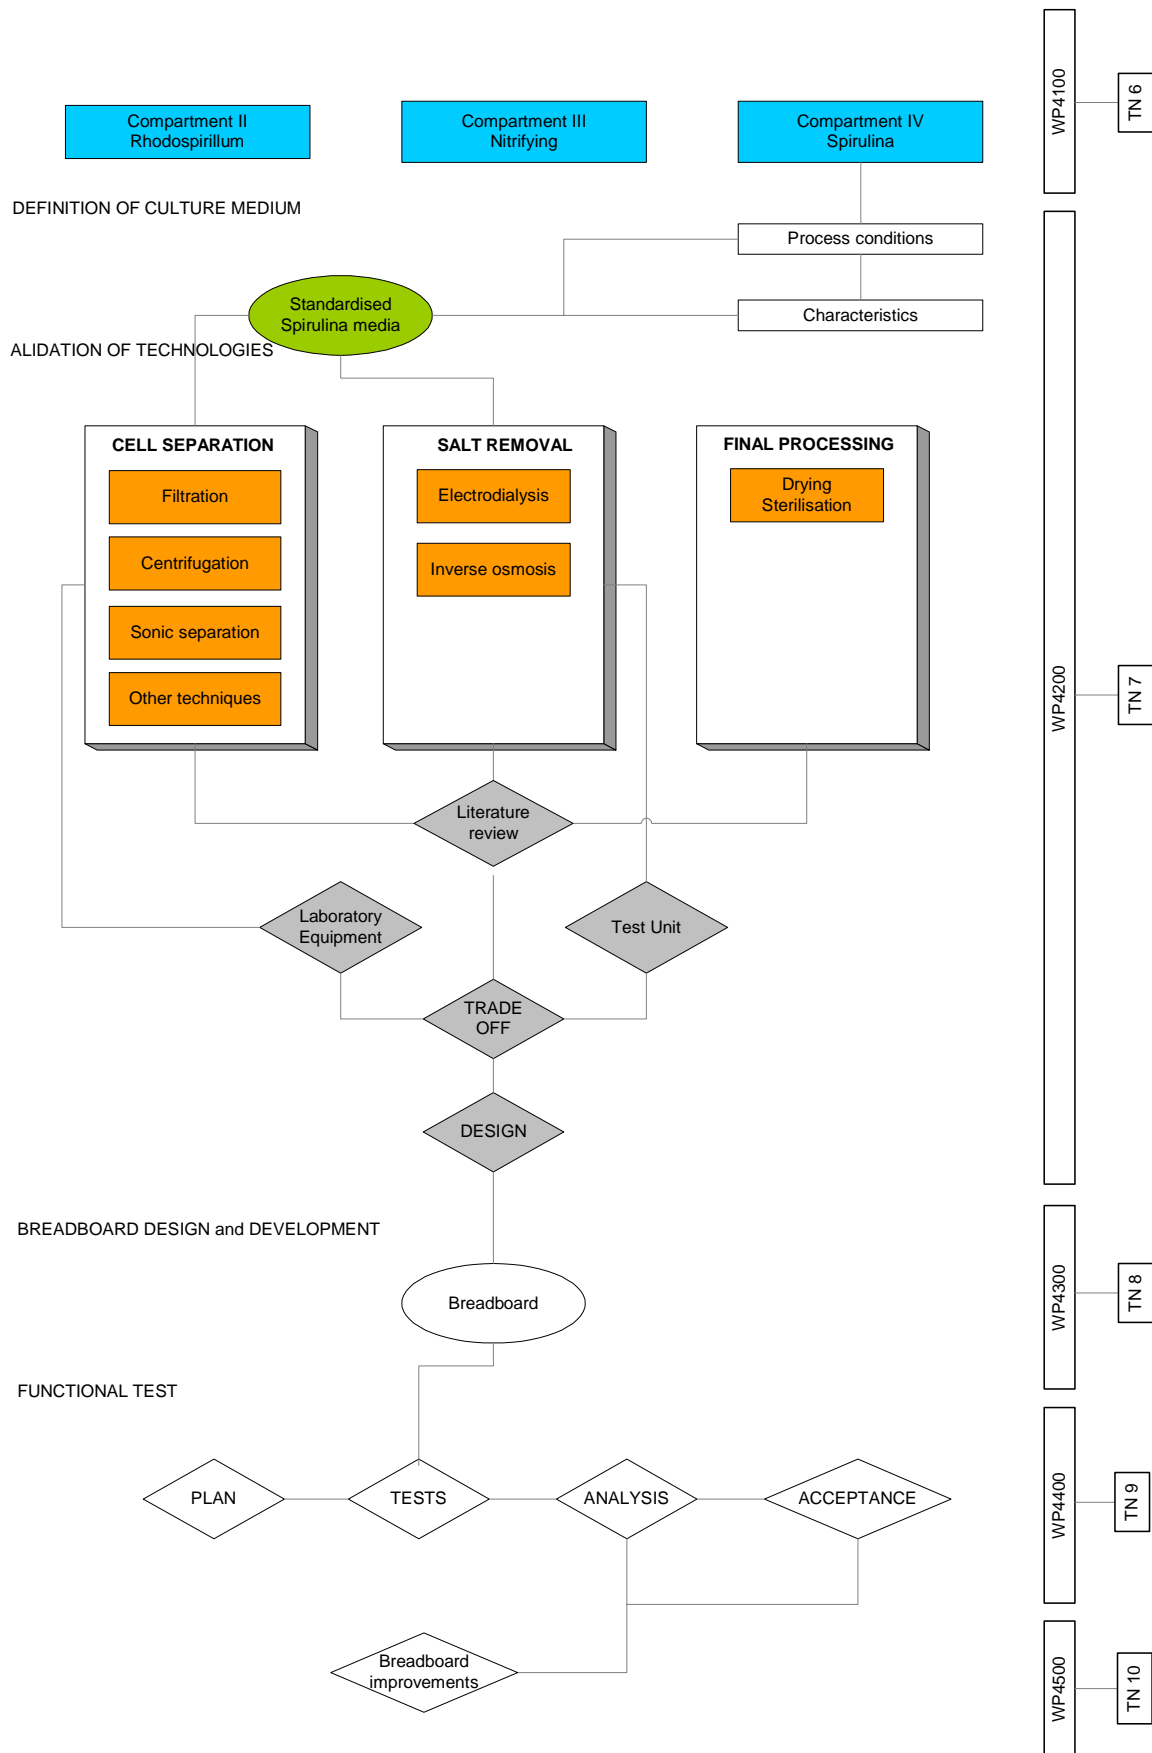 Compartment II
Rhodospirillum
Compartment III
Nitrifying
Compartment IV
Spirulina
WP4100
TN 6
DEFINITION OF CULTURE MEDIUM
Process conditions
Standardised
Spirulina media
Characteristics
ALIDATION OF TECHNOLOGIES
CELL SEPARATION
Filtration
Centrifugation
Sonic separation
Other techniques
SALT REMOVAL
Electrodialysis
Inverse osmosis
FINAL PROCESSING
Drying
Sterilisation
WP4200
TN 7
Literature
review
Laboratory
Equipment
Test Unit
TRADE
OFF
DESIGN
BREADBOARD DESIGN and DEVELOPMENT
Breadboard
WP4300
TN 8
FUNCTIONAL TEST
PLAN
TESTS
ANALYSIS
ACCEPTANCE
WP4400
TN 9
Breadboard
improvements
WP4500
TN 10